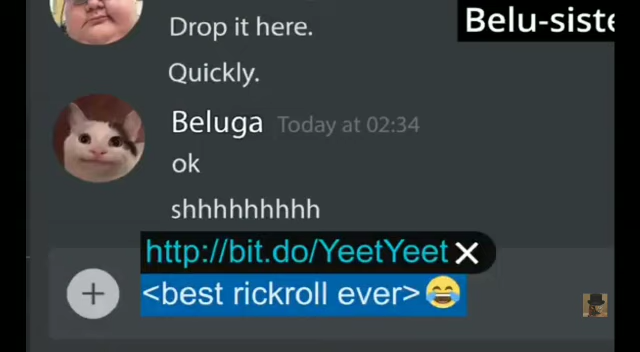 Drop it here.
Belu-siste
Quickly.
Beluga Today at 02:34
ok
shhhhhhhhh
http://bit.do/YeetYeet ×
<best rickroll ever>😂